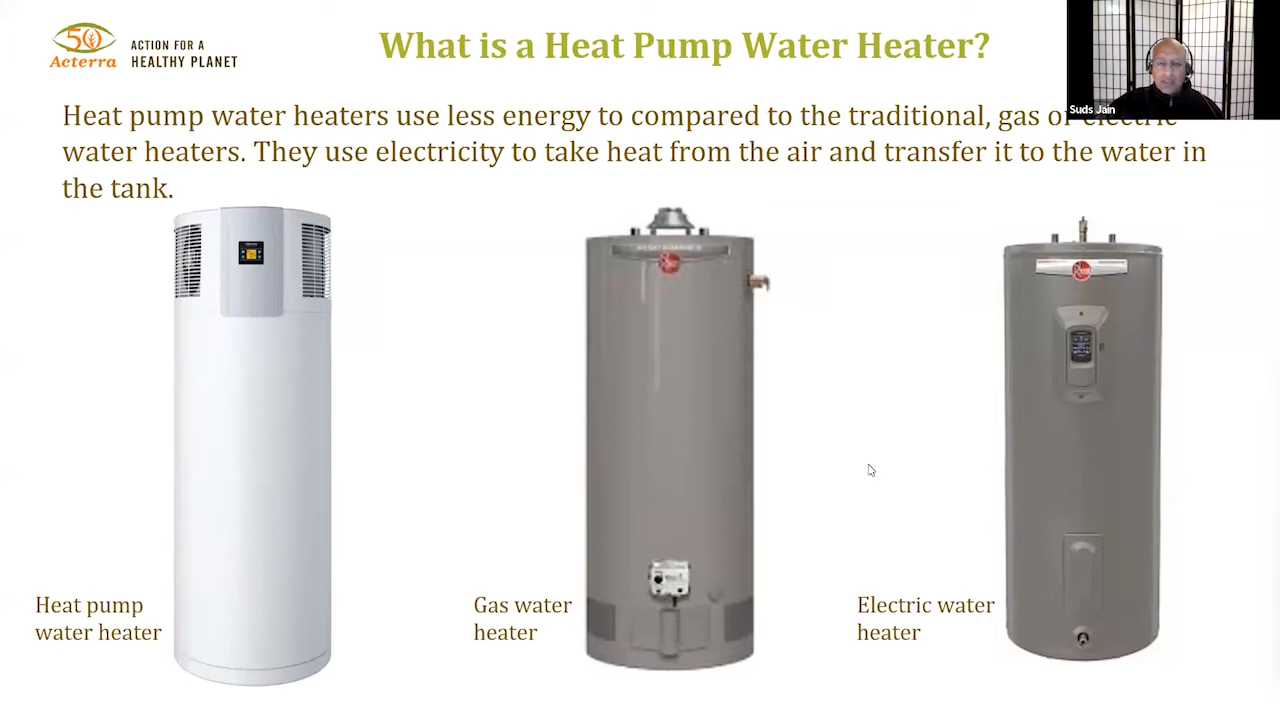 50
Acterra
ACTION FOR A
HEALTHY PLANET
What is a Heat Pump Water Heater?
Suds Jain
Heat pump water heaters use less energy to compared to the traditional, gas or electric
water heaters. They use electricity to take heat from the air and transfer it to the water in
the tank.
Heat pump
water heater
Gas water
heater
Electric water
heater